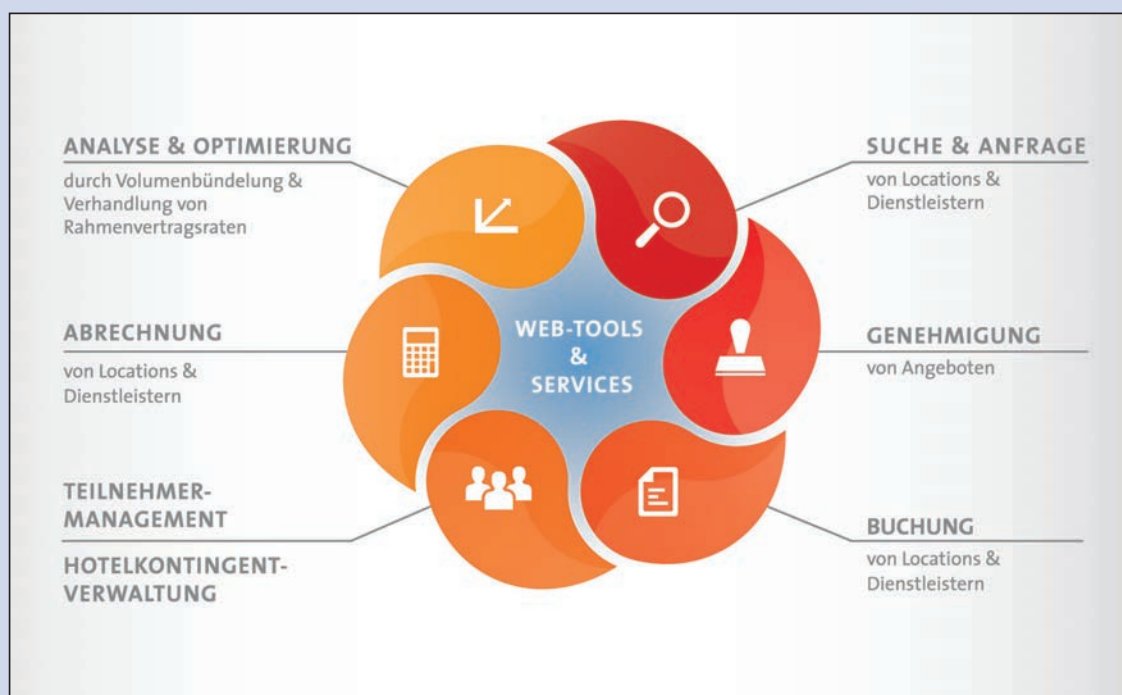 ANALYSE & OPTIMIERUNG
durch Volumenbündelung &
Verhandlung von
Rahmenvertragsraten
SUCHE & ANFRAGE
von Locations &
Dienstleistern
ABRECHNUNG
von Locations &
Dienstleistern
WEB-TOOLS
&
SERVICES
GENEHMIGUNG
von Angeboten
TEILNEHMER-
MANAGEMENT
HOTELKONTINGENT-
VERWALTUNG
BUCHUNG
von Locations &
Dienstleistern